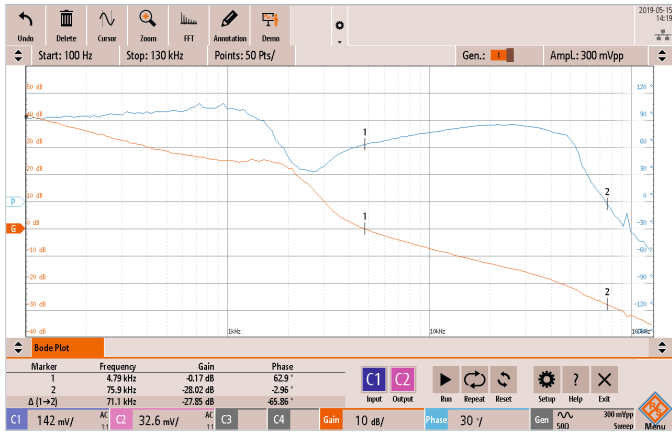 2019-05-15
14:19
Undo Delete Cursor Zoom FFT Annotation Demo
Start: 100 Hz Stop: 130 kHz Points: 50 Pts/ Gen.: I Ampl.: 300 mVpp
50 dB 120 °
40 dB 90 °
30 dB 60 °
20 dB 30 °
10 dB 0 °
0 dB -30 °
-10 dB -60 °
-20 dB -90 °
-30 dB -120 °
-40 dB
1 2
1 2
P
G
1kHz 10kHz
Bode Plot
Marker Frequency Gain Phase
1 4.79 kHz -0.17 dB 62.9 °
2 75.9 kHz -28.02 dB -2.96 °
Δ (1→2) 71.1 kHz -27.85 dB -65.86 °
C1 C2
Input Output Run Repeat Reset Setup Help Exit
C1 142 mV/ AC 1:1 C2 32.6 mV/ AC 1:1 C3 C4 Gain 10 dB/ Phase 30 °/ Gen 50Ω 300 mVpp Sweep Menu